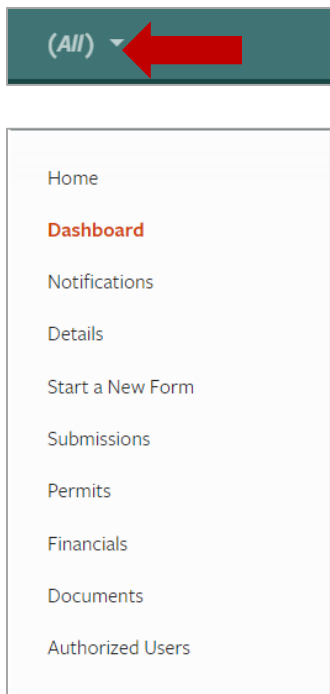 (All)
Home
Dashboard
Notifications
Details
Start a New Form
Submissions
Permits
Financials
Documents
Authorized Users